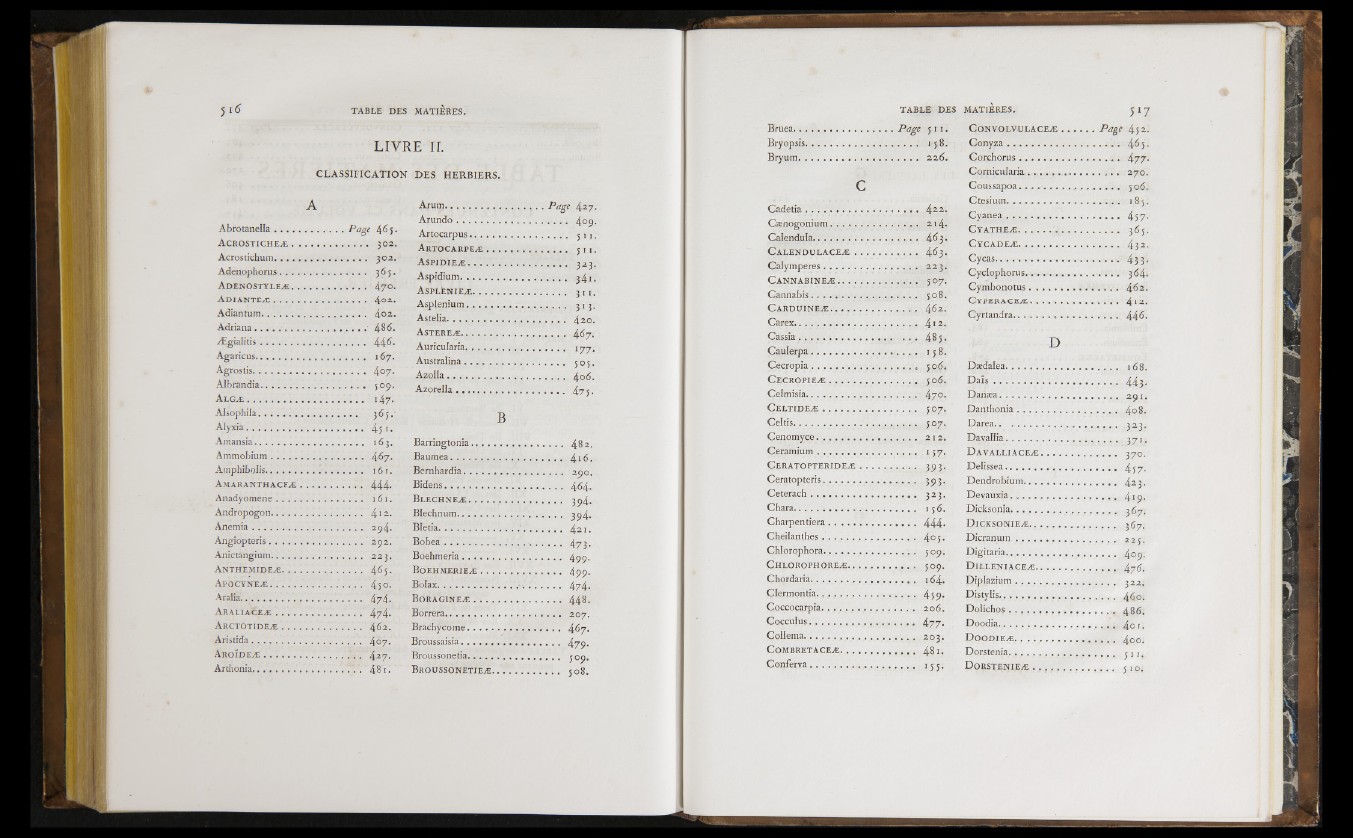 516 TABLE DES MATIÈRES.
LIVRE II.
CLASSIFICATION DES HERBIERS.
A
Abrotanella . . . . . . . . . . . . Page 465.
ACROSTICHEÆ . . . . . . . . . . . . . 302.
Acrostichum. . . . . . . . . . . . . . . . 302.
Adenophorus . . . . . . . . . . . . . . . 365.
ADENOSTYLEÆ. . . . . . . . . . . . . 470.
ADIANTEÆ . . . . . . . . . . . . . . . . 402.
Adiantum. . . . . . . . . . . . . . . . . . 402.
Adriana . . . . . . . . . . . . . . . . . . . 486.
Ægialitis . . . . . . . . . . . . . . . . . . 446.
Agaricus. . . . . . . . . . . . . . . . . . . 167.
Agrostis. . . . . . . . . . . . . . . . . . . 407.
Albrandia. . . . . . . . . . . . . . . . . . 509.
ALGÆ . . . . . . . . . . . . . . . . . . . . 147.
Alsophila . . . . . . . . . . . . . . . . . . 365.
Alyxia . . . . . . . . . . . . . . . . . . . . 451.
Amansia. . . . . . . . . . . . . . . . . . . 163.
Ammobium . . . . . . . . . . . . . . . . 467.
Amphibolis. . . . . . . . . . . . . . . . . 161.
AMARANTHACEÆ . . . . . . . . . . . 444.
Anadyomene . . . . . . . . . . . . . . . 161.
Andropogon. . . . . . . . . . . . . . . . 412.
Anemia . . . . . . . . . . . . . . . . . . . 294.
Angiopteris . . . . . . . . . . . . . . . . 292.
Anictangium. . . . . . . . . . . . . . . . 223.
ANTHEMIDEÆ. . . . . . . . . . . . . . 465.
APOCYNEÆ. . . . . . . . . . . . . . . . 450.
Aralia. . . . . . . . . . . . . . . . . . . . . 474.
ARALIACEÆ . . . . . . . . . . . . . . . 474.
ARCTOTIDEÆ . . . . . . . . . . . . . . 462.
Aristida . . . . . . . . . . . . . . . . . . . 407.
AROÏDEÆ . . . . . . . . . . . . . . . . . 427.
Arthonia. . . . . . . . . . . . . . . . . . . 481.
Arum. . . . . . . . . . . . . . . . . Page 427.
Arundo . . . . . . . . . . . . . . . . . . . 409.
Artocarpus . . . . . . . . . . . . . . . . . 511.
ARTOCARPEÆ . . . . . . . . . . . . . . 511.
ASPIDIEÆ . . . . . . . . . . . . . . . . . 323.
Aspidium. . . . . . . . . . . . . . . . . . 341.
ASPLENIEÆ. . . . . . . . . . . . . . . . 311.
Asplenium . . . . . . . . . . . . . . . . . 313.
Astelia. . . . . . . . . . . . . . . . . . . . 420.
ASTEREÆ. . . . . . . . . . . . . . . . . . 467.
Auricularia. . . . . . . . . . . . . . . . . 177.
Australina . . . . . . . . . . . . . . . . . 505.
Azolla . . . . . . . . . . . . . . . . . . . . 406.
Azorella . . . . . . . . . . . . . . . . . . . 475.
B
Barringtonia . . . . . . . . . . . . . . . . 482.
Baumea. . . . . . . . . . . . . . . . . . . 416.
Bernhardia. . . . . . . . . . . . . . . . . 290.
Bidens . . . . . . . . . . . . . . . . . . . . 464.
BLECHNEÆ. . . . . . . . . . . . . . . . 394.
Blechnum. . . . . . . . . . . . . . . . . . 394.
Bletia. . . . . . . . . . . . . . . . . . . . . 421.
Bobea . . . . . . . . . . . . . . . . . . . . 473.
Boehmeria . . . . . . . . . . . . . . . . . 499.
BOEHMERIEÆ . . . . . . . . . . . . . . 499.
Bolax. . . . . . . . . . . . . . . . . . . . . 474.
BORAGINEÆ . . . . . . . . . . . . . . . 448.
Borrera. . . . . . . . . . . . . . . . . . . . 207.
Brachycome . . . . . . . . . . . . . . . . 467.
Broussaisia . . . . . . . . . . . . . . . . . 479.
Broussonetia. . . . . . . . . . . . . . . . 509.
BROUSSONETIEÆ. . . . . . . . . . . . 508.
TABLE DES MATIÈRES. 517
Bruea. . . . . . . . . . . . . . . . . Page 511.
Bryopsis. . . . . . . . . . . . . . . . . . . 158.
Bryum. . . . . . . . . . . . . . . . . . . . 226.
C
Cadetia . . . . . . . . . . . . . . . . . . . 422.
Cænogonium . . . . . . . . . . . . . . . 214.
Calendula. . . . . . . . . . . . . . . . . . 463.
CALENDULACEÆ . . . . . . . . . . . 463.
Calymperes . . . . . . . . . . . . . . . . 223.
CANNABINEÆ . . . . . . . . . . . . . . 507.
Cannabis . . . . . . . . . . . . . . . . . . 508.
CARDUINEÆ. . . . . . . . . . . . . . . 462.
Carex. . . . . . . . . . . . . . . . . . . . . 412.
Cassia . . . . . . . . . . . . . . . . . . . . 485.
Caulerpa . . . . . . . . . . . . . . . . . . 158.
Cecropia . . . . . . . . . . . . . . . . . . 506.
CECROPIEÆ . . . . . . . . . . . . . . . 506.
Celmisia. . . . . . . . . . . . . . . . . . . 470.
CELTIDEÆ . . . . . . . . . . . . . . . . 507.
Celtis. . . . . . . . . . . . . . . . . . . . . 507.
Cenomyce . . . . . . . . . . . . . . . . . 212.
Ceramium . . . . . . . . . . . . . . . . . 157.
CERATOPTERIDEÆ . . . . . . . . . . 393.
Ceratopteris . . . . . . . . . . . . . . . . 393.
Ceterach . . . . . . . . . . . . . . . . . . 323.
Chara. . . . . . . . . . . . . . . . . . . . . 156.
Charpentiera . . . . . . . . . . . . . . . 444.
Cheilanthes . . . . . . . . . . . . . . . . 405.
Chlorophora. . . . . . . . . . . . . . . . 509.
CHLOROPHOREÆ. . . . . . . . . . . . 509.
Chordaria. . . . . . . . . . . . . . . . . . 164.
Clermontia. . . . . . . . . . . . . . . . . 459.
Coccocarpia. . . . . . . . . . . . . . . . 206.
Cocculus . . . . . . . . . . . . . . . . . . 477.
Collema. . . . . . . . . . . . . . . . . . . 203.
COMBRETACEÆ. . . . . . . . . . . . . 481.
Conferva . . . . . . . . . . . . . . . . . . 155.
CONVOLVULACEÆ . . . . . . Page 452.
Conyza . . . . . . . . . . . . . . . . . . . 465.
Corchorus . . . . . . . . . . . . . . . . . 477.
Cornicularia . . . . . . . . . . . . . . . . 270.
Coussapoa . . . . . . . . . . . . . . . . . 506.
Ctesium. . . . . . . . . . . . . . . . . . . 185.
Cyanea . . . . . . . . . . . . . . . . . . . 457.
CYATHEÆ. . . . . . . . . . . . . . . . . 365.
CYCADEÆ. . . . . . . . . . . . . . . . . 432.
Cycas. . . . . . . . . . . . . . . . . . . . . 433.
Cyclophorus. . . . . . . . . . . . . . . . 364.
Cymbonotus . . . . . . . . . . . . . . . 462.
CYPERACEÆ. . . . . . . . . . . . . . . 412.
Cyrtandra. . . . . . . . . . . . . . . . . . 446.
D
Dædalea. . . . . . . . . . . . . . . . . . . 168.
Daïs . . . . . . . . . . . . . . . . . . . . . 443.
Danæa . . . . . . . . . . . . . . . . . . . . 291.
Danthonia . . . . . . . . . . . . . . . . . 408.
Darea. . . . . . . . . . . . . . . . . . . . . 323.
Davallia . . . . . . . . . . . . . . . . . . . 371.
DAVALLIACEÆ. . . . . . . . . . . . . . 370.
Delissea . . . . . . . . . . . . . . . . . . . 457.
Dendrobium. . . . . . . . . . . . . . . . 423.
Devauxia . . . . . . . . . . . . . . . . . . 419.
Dicksonia. . . . . . . . . . . . . . . . . . 367.
DICKSONIEÆ. . . . . . . . . . . . . . . 367.
Dicranum . . . . . . . . . . . . . . . . . 225.
Digitaria. . . . . . . . . . . . . . . . . . . 409.
DILLENIACEÆ. . . . . . . . . . . . . . 476.
Diplazium . . . . . . . . . . . . . . . . . 322.
Distylis. . . . . . . . . . . . . . . . . . . . 460.
Dolichos . . . . . . . . . . . . . . . . . . 486.
Doodia. . . . . . . . . . . . . . . . . . . . 401.
DOODIEÆ. . . . . . . . . . . . . . . . . 400.
Dorstenia. . . . . . . . . . . . . . . . . . 511.
DORSTENIEÆ . . . . . . . . . . . . . . 510.